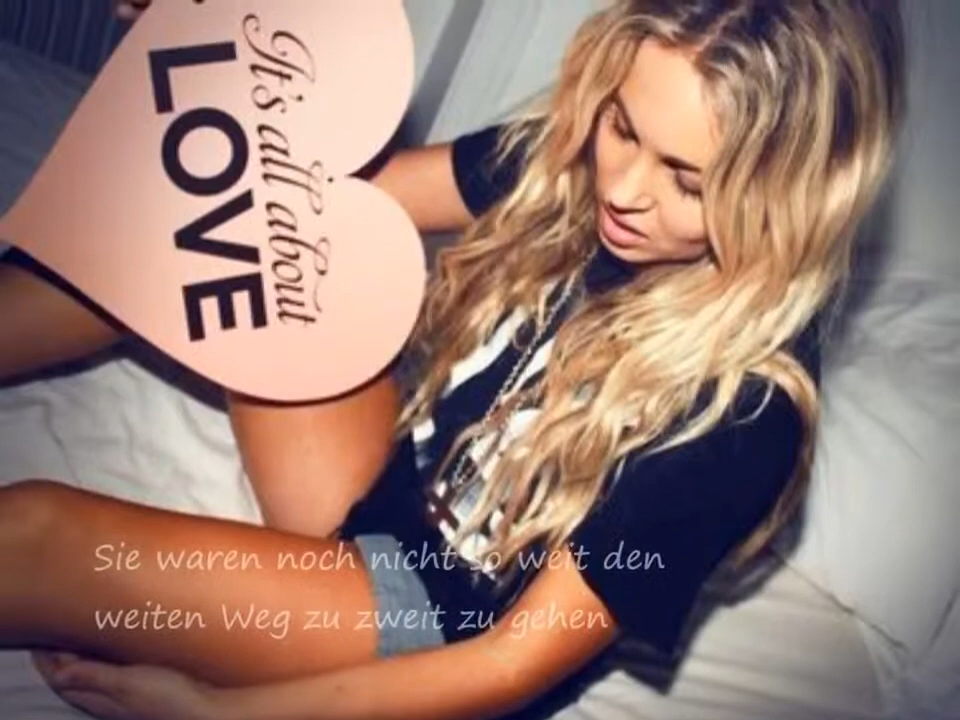 It's all about
LOVE
Sie waren noch nicht so weit den
weiten Weg zu zweit zu gehen